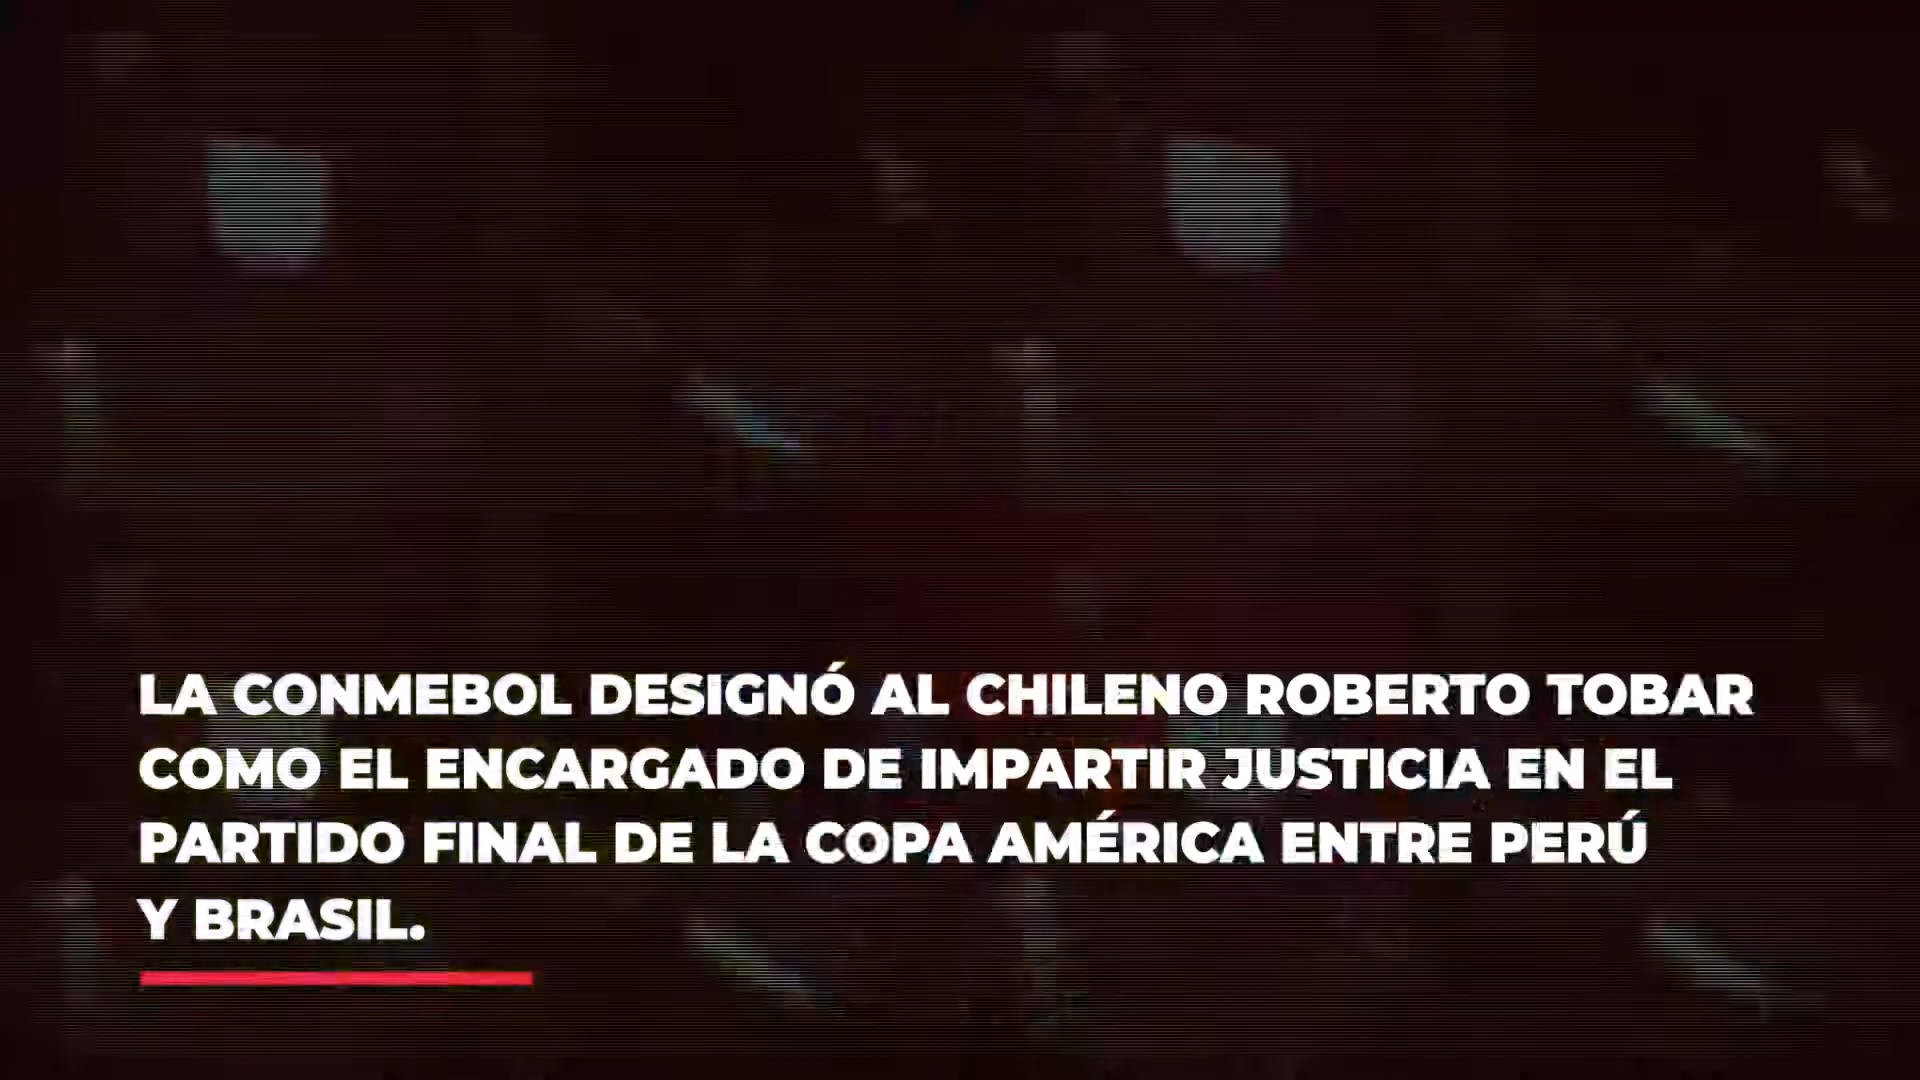 LA CONMEBOL DESIGNÓ AL CHILENO ROBERTO TOBAR
COMO EL ENCARGADO DE IMPARTIR JUSTICIA EN EL
PARTIDO FINAL DE LA COPA AMÉRICA ENTRE PERÚ
Y BRASIL.